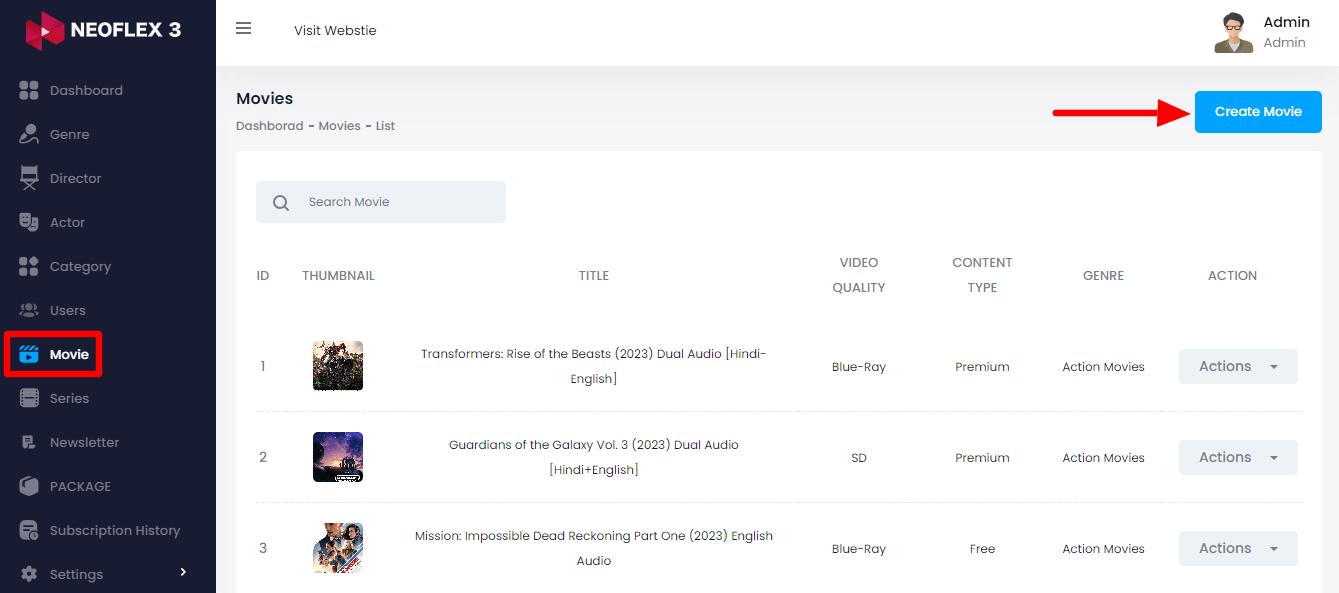 NEOFLEX 3
Dashboard
Genre
Director
Actor
Category
Users
Movie
Series
Newsletter
PACKAGE
Subscription History
Settings
Visit Webstie
Admin
Admin
Movies
Dashborad - Movies - List
Create Movie
Search Movie
ID THUMBNAIL TITLE VIDEO QUALITY CONTENT TYPE GENRE ACTION
1 Transformers: Rise of the Beasts (2023) Dual Audio [Hindi-
English] Blue-Ray Premium Action Movies Actions
2 Guardians of the Galaxy Vol. 3 (2023) Dual Audio
[Hindi+English] SD Premium Action Movies Actions
3 Mission: Impossible Dead Reckoning Part One (2023) English
Audio Blue-Ray Free Action Movies Actions